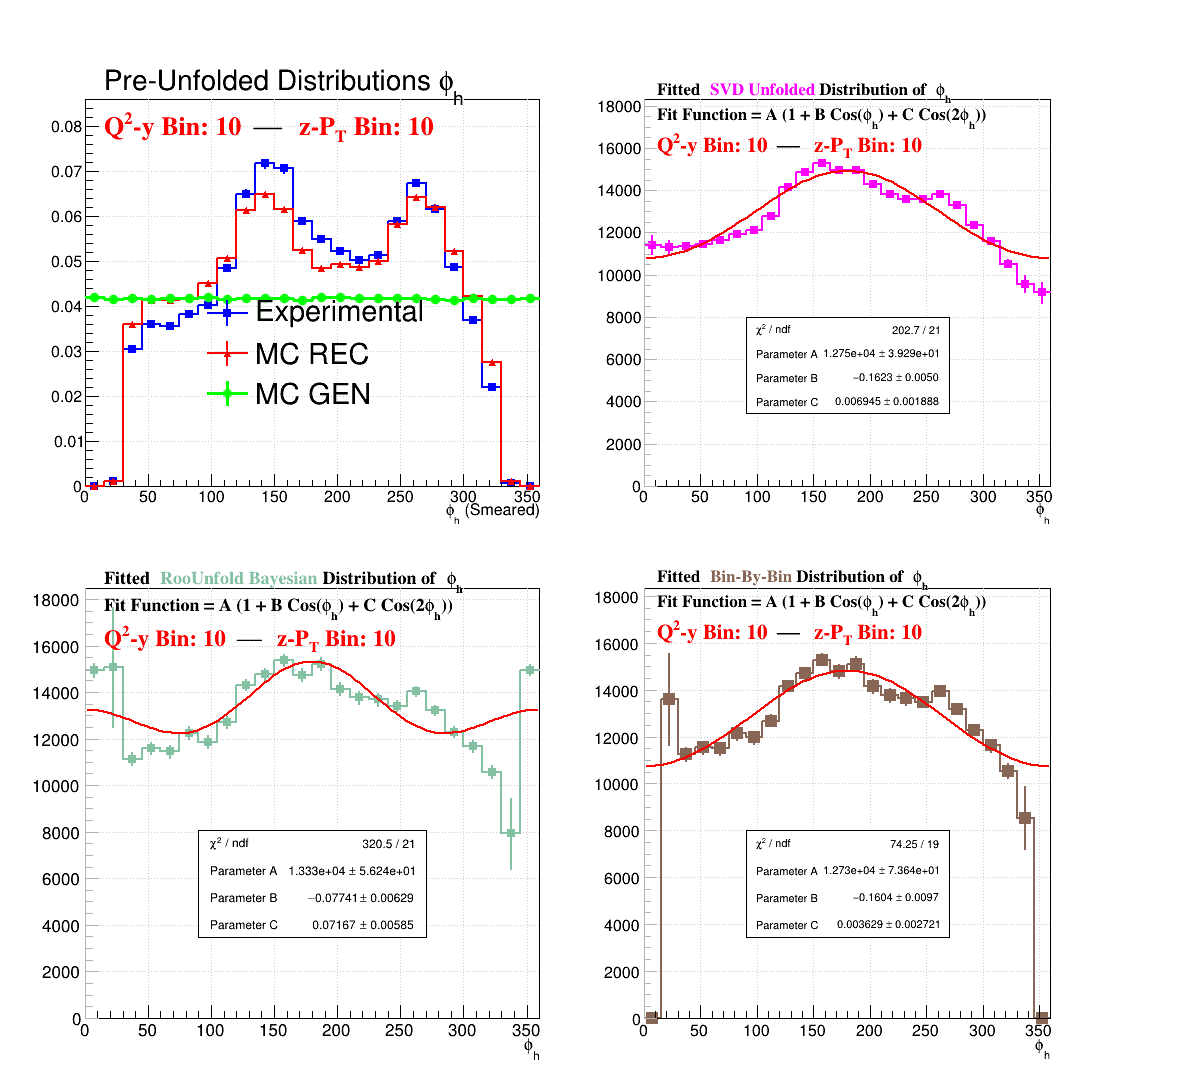 Pre-Unfolded Distributions ϕh
Q²-y Bin: 10 — z-PT Bin: 10
0.08
0.07
0.06
0.05
0.04
0.03
0.02
0.01
0
Experimental
MC REC
MC GEN
0 50 100 150 200 250 300 350
ϕh (Smeared)
Fitted SVD Unfolded Distribution of ϕh
Fit Function = A (1 + B Cos(ϕh) + C Cos(2ϕh))
Q²-y Bin: 10 — z-PT Bin: 10
18000
16000
14000
12000
10000
8000
6000
4000
2000
0
χ² / ndf 202.7 / 21
Parameter A 1.275e+04 ± 3.929e+01
Parameter B −0.1623 ± 0.0050
Parameter C 0.006945 ± 0.001888
0 50 100 150 200 250 300 350
ϕh
Fitted RooUnfold Bayesian Distribution of ϕh
Fit Function = A (1 + B Cos(ϕh) + C Cos(2ϕh))
Q²-y Bin: 10 — z-PT Bin: 10
18000
16000
14000
12000
10000
8000
6000
4000
2000
0
χ² / ndf 320.5 / 21
Parameter A 1.333e+04 ± 5.624e+01
Parameter B −0.07741 ± 0.00629
Parameter C 0.07167 ± 0.00585
0 50 100 150 200 250 300 350
ϕh
Fitted Bin-By-Bin Distribution of ϕh
Fit Function = A (1 + B Cos(ϕh) + C Cos(2ϕh))
Q²-y Bin: 10 — z-PT Bin: 10
18000
16000
14000
12000
10000
8000
6000
4000
2000
0
χ² / ndf 74.25 / 19
Parameter A 1.273e+04 ± 7.364e+01
Parameter B −0.1604 ± 0.0097
Parameter C 0.003629 ± 0.002721
0 50 100 150 200 250 300 350
ϕh